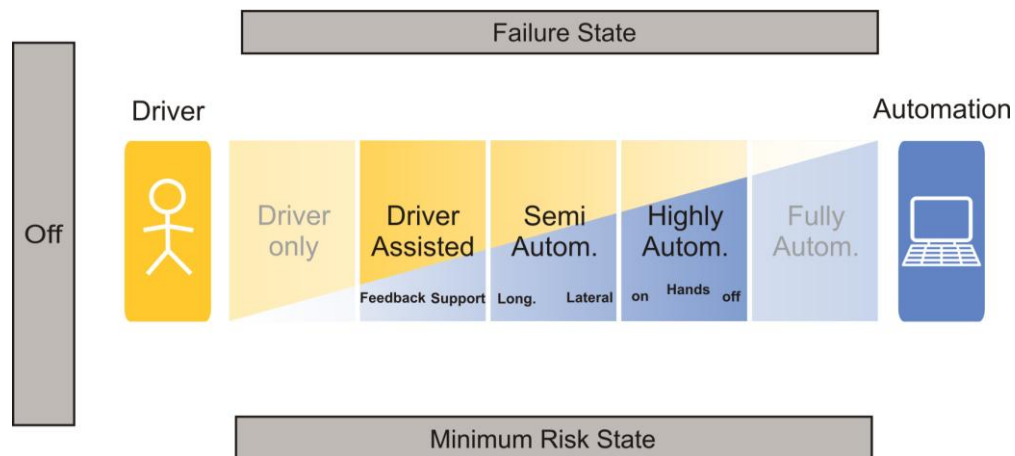 Failure State
Driver
Automation
Off
Driver
only
Driver
Assisted
Semi
Autom.
Highly
Autom.
Fully
Autom.
Feedback Support
Long. Lateral
on Hands off
Minimum Risk State